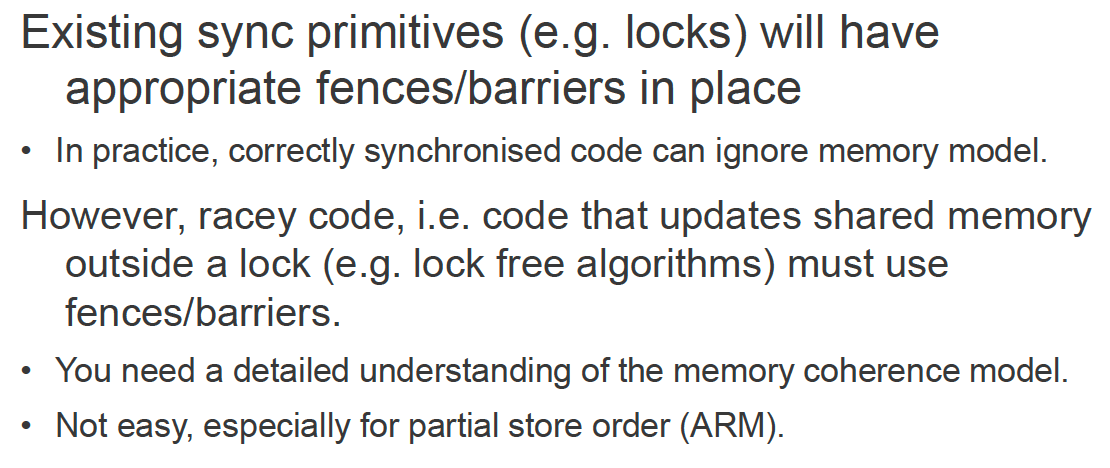 Existing sync primitives (e.g. locks) will have
appropriate fences/barriers in place
• In practice, correctly synchronised code can ignore memory model.
However, racey code, i.e. code that updates shared memory
outside a lock (e.g. lock free algorithms) must use
fences/barriers.
• You need a detailed understanding of the memory coherence model.
• Not easy, especially for partial store order (ARM).